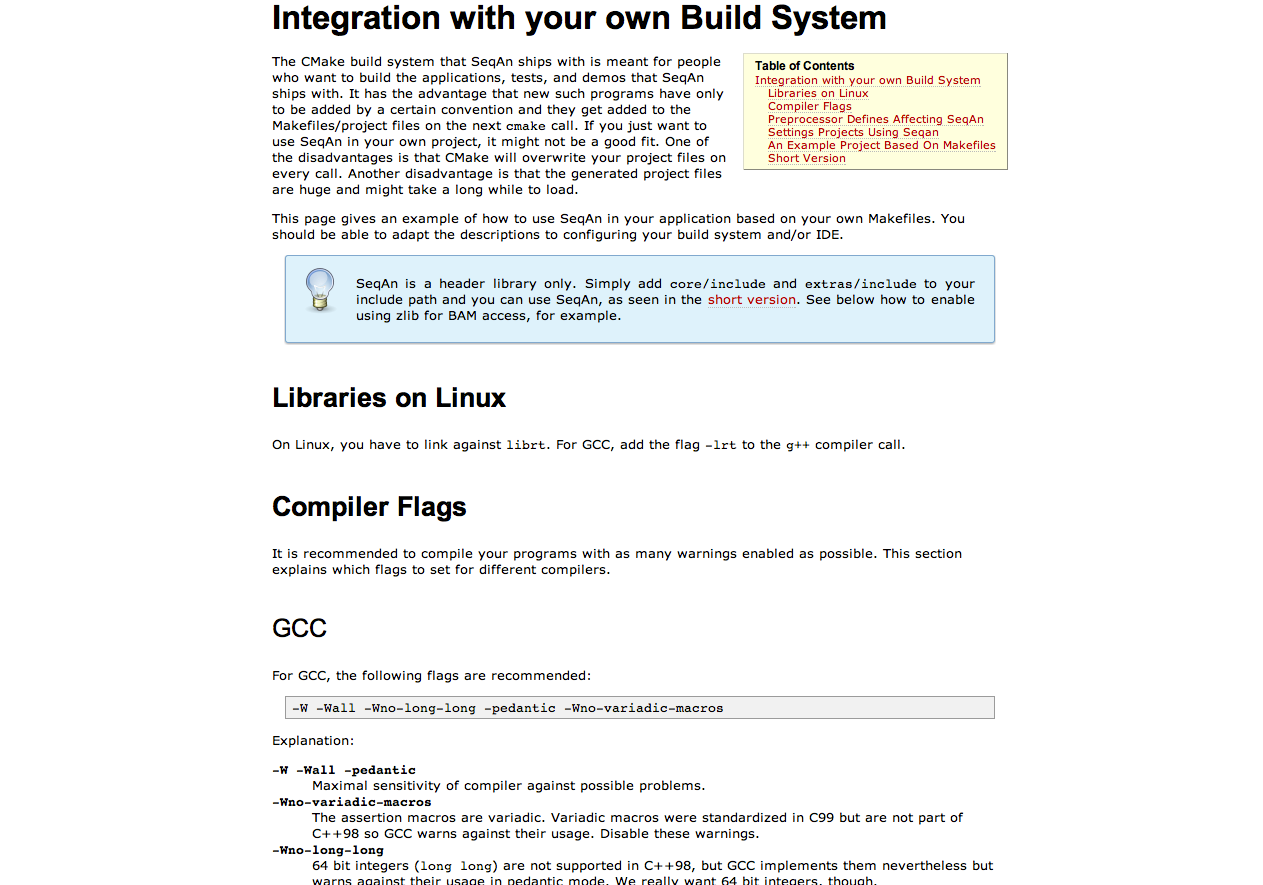 Integration with your own Build System
The CMake build system that SeqAn ships with is meant for people
who want to build the applications, tests, and demos that SeqAn
ships with. It has the advantage that new such programs have only
to be added by a certain convention and they get added to the
Makefiles/project files on the next cmake call. If you just want to
use SeqAn in your own project, it might not be a good fit. One of
the disadvantages is that CMake will overwrite your project files on
every call. Another disadvantage is that the generated project files
are huge and might take a long while to load.
Table of Contents
Integration with your own Build System
Libraries on Linux
Compiler Flags
Preprocessor Defines Affecting SeqAn
Settings Projects Using Seqan
An Example Project Based On Makefiles
Short Version
This page gives an example of how to use SeqAn in your application based on your own Makefiles. You
should be able to adapt the descriptions to configuring your build system and/or IDE.
SeqAn is a header library only. Simply add core/include and extras/include to your
include path and you can use SeqAn, as seen in the short version. See below how to enable
using zlib for BAM access, for example.
Libraries on Linux
On Linux, you have to link against librt. For GCC, add the flag -lrt to the g++ compiler call.
Compiler Flags
It is recommended to compile your programs with as many warnings enabled as possible. This section
explains which flags to set for different compilers.
GCC
For GCC, the following flags are recommended:
-W -Wall -Wno-long-long -pedantic -Wno-variadic-macros
Explanation:
-W -Wall -pedantic
Maximal sensitivity of compiler against possible problems.
-Wno-variadic-macros
The assertion macros are variadic. Variadic macros were standardized in C99 but are not part of
C++98 so GCC warns against their usage. Disable these warnings.
-Wno-long-long
64 bit integers (long long) are not supported in C++98, but GCC implements them nevertheless but
warns against their usage in pedantic mode. We really want 64 bit integers, though.